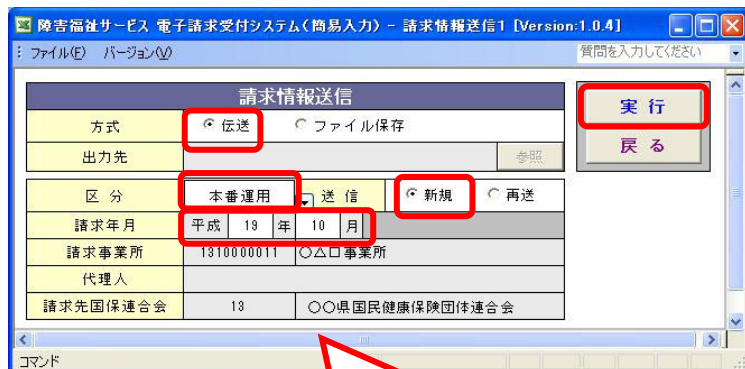 障害福祉サービス 電子請求受付システム(簡易入力) - 請求情報送信1 [Version:1.0.4]
ファイル(F) バージョン(V) 質問を入力してください
請求情報送信
方式 伝送 ファイル保存
出力先 参照
実 行
戻 る
区 分 本番運用 送 信 新規 再送
請求年月 平成 19 年 10 月
請求事業所 1310000011 ○△□事業所
代理人
請求先国保連合会 13 ○○県国民健康保険団体連合会
コマンド